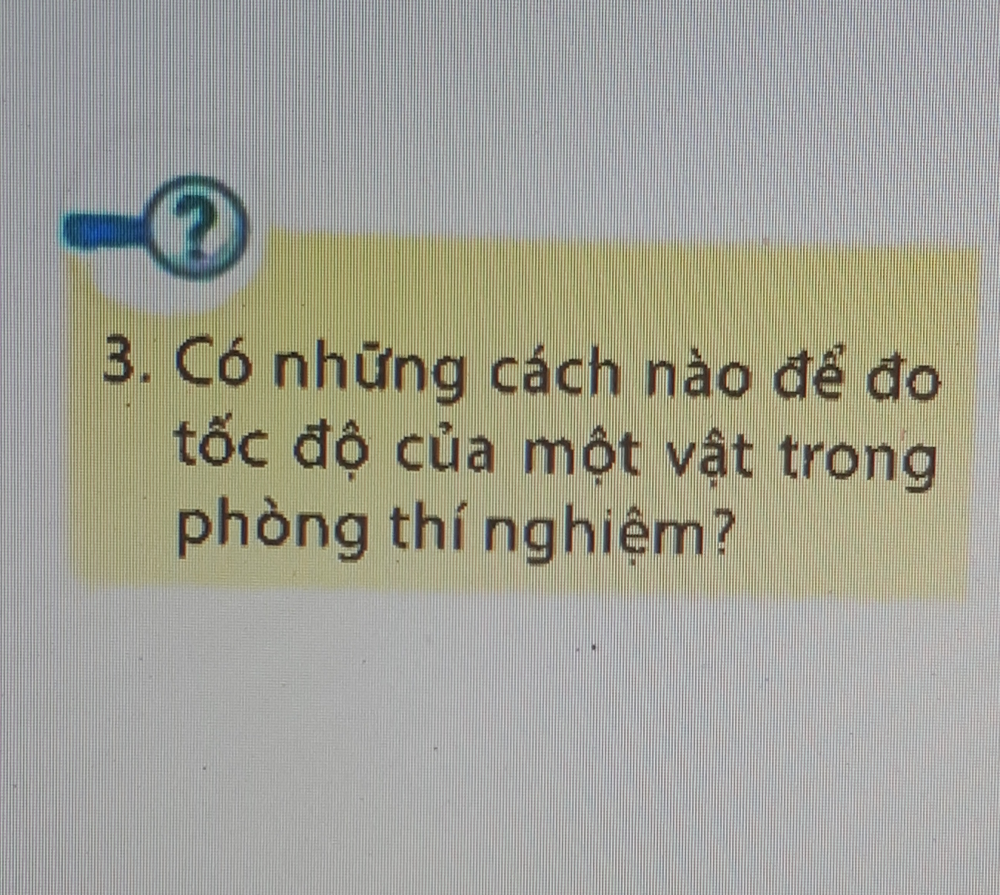 ?
3. Có những cách nào để đo
tốc độ của một vật trong
phòng thí nghiệm?